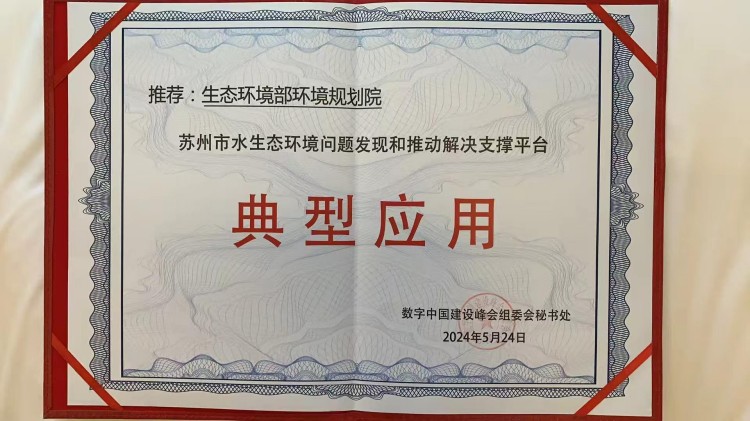 推荐：生态环境部环境规划院
苏州市水生态环境问题发现和推动解决支撑平台
典型应用
数字中国建设峰会组委会秘书处
2024年5月24日